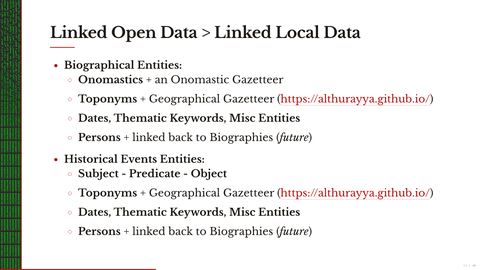 Linked Open Data > Linked Local Data
Biographical Entities:
Onomastics + an Onomastic Gazetteer
Toponyms + Geographical Gazetteer (https://althurayya.github.io/)
Dates, Thematic Keywords, Misc Entities
Persons + linked back to Biographies (future)
Historical Events Entities:
Subject - Predicate - Object
Toponyms + Geographical Gazetteer (https://althurayya.github.io/)
Dates, Thematic Keywords, Misc Entities
Persons + linked back to Biographies (future)